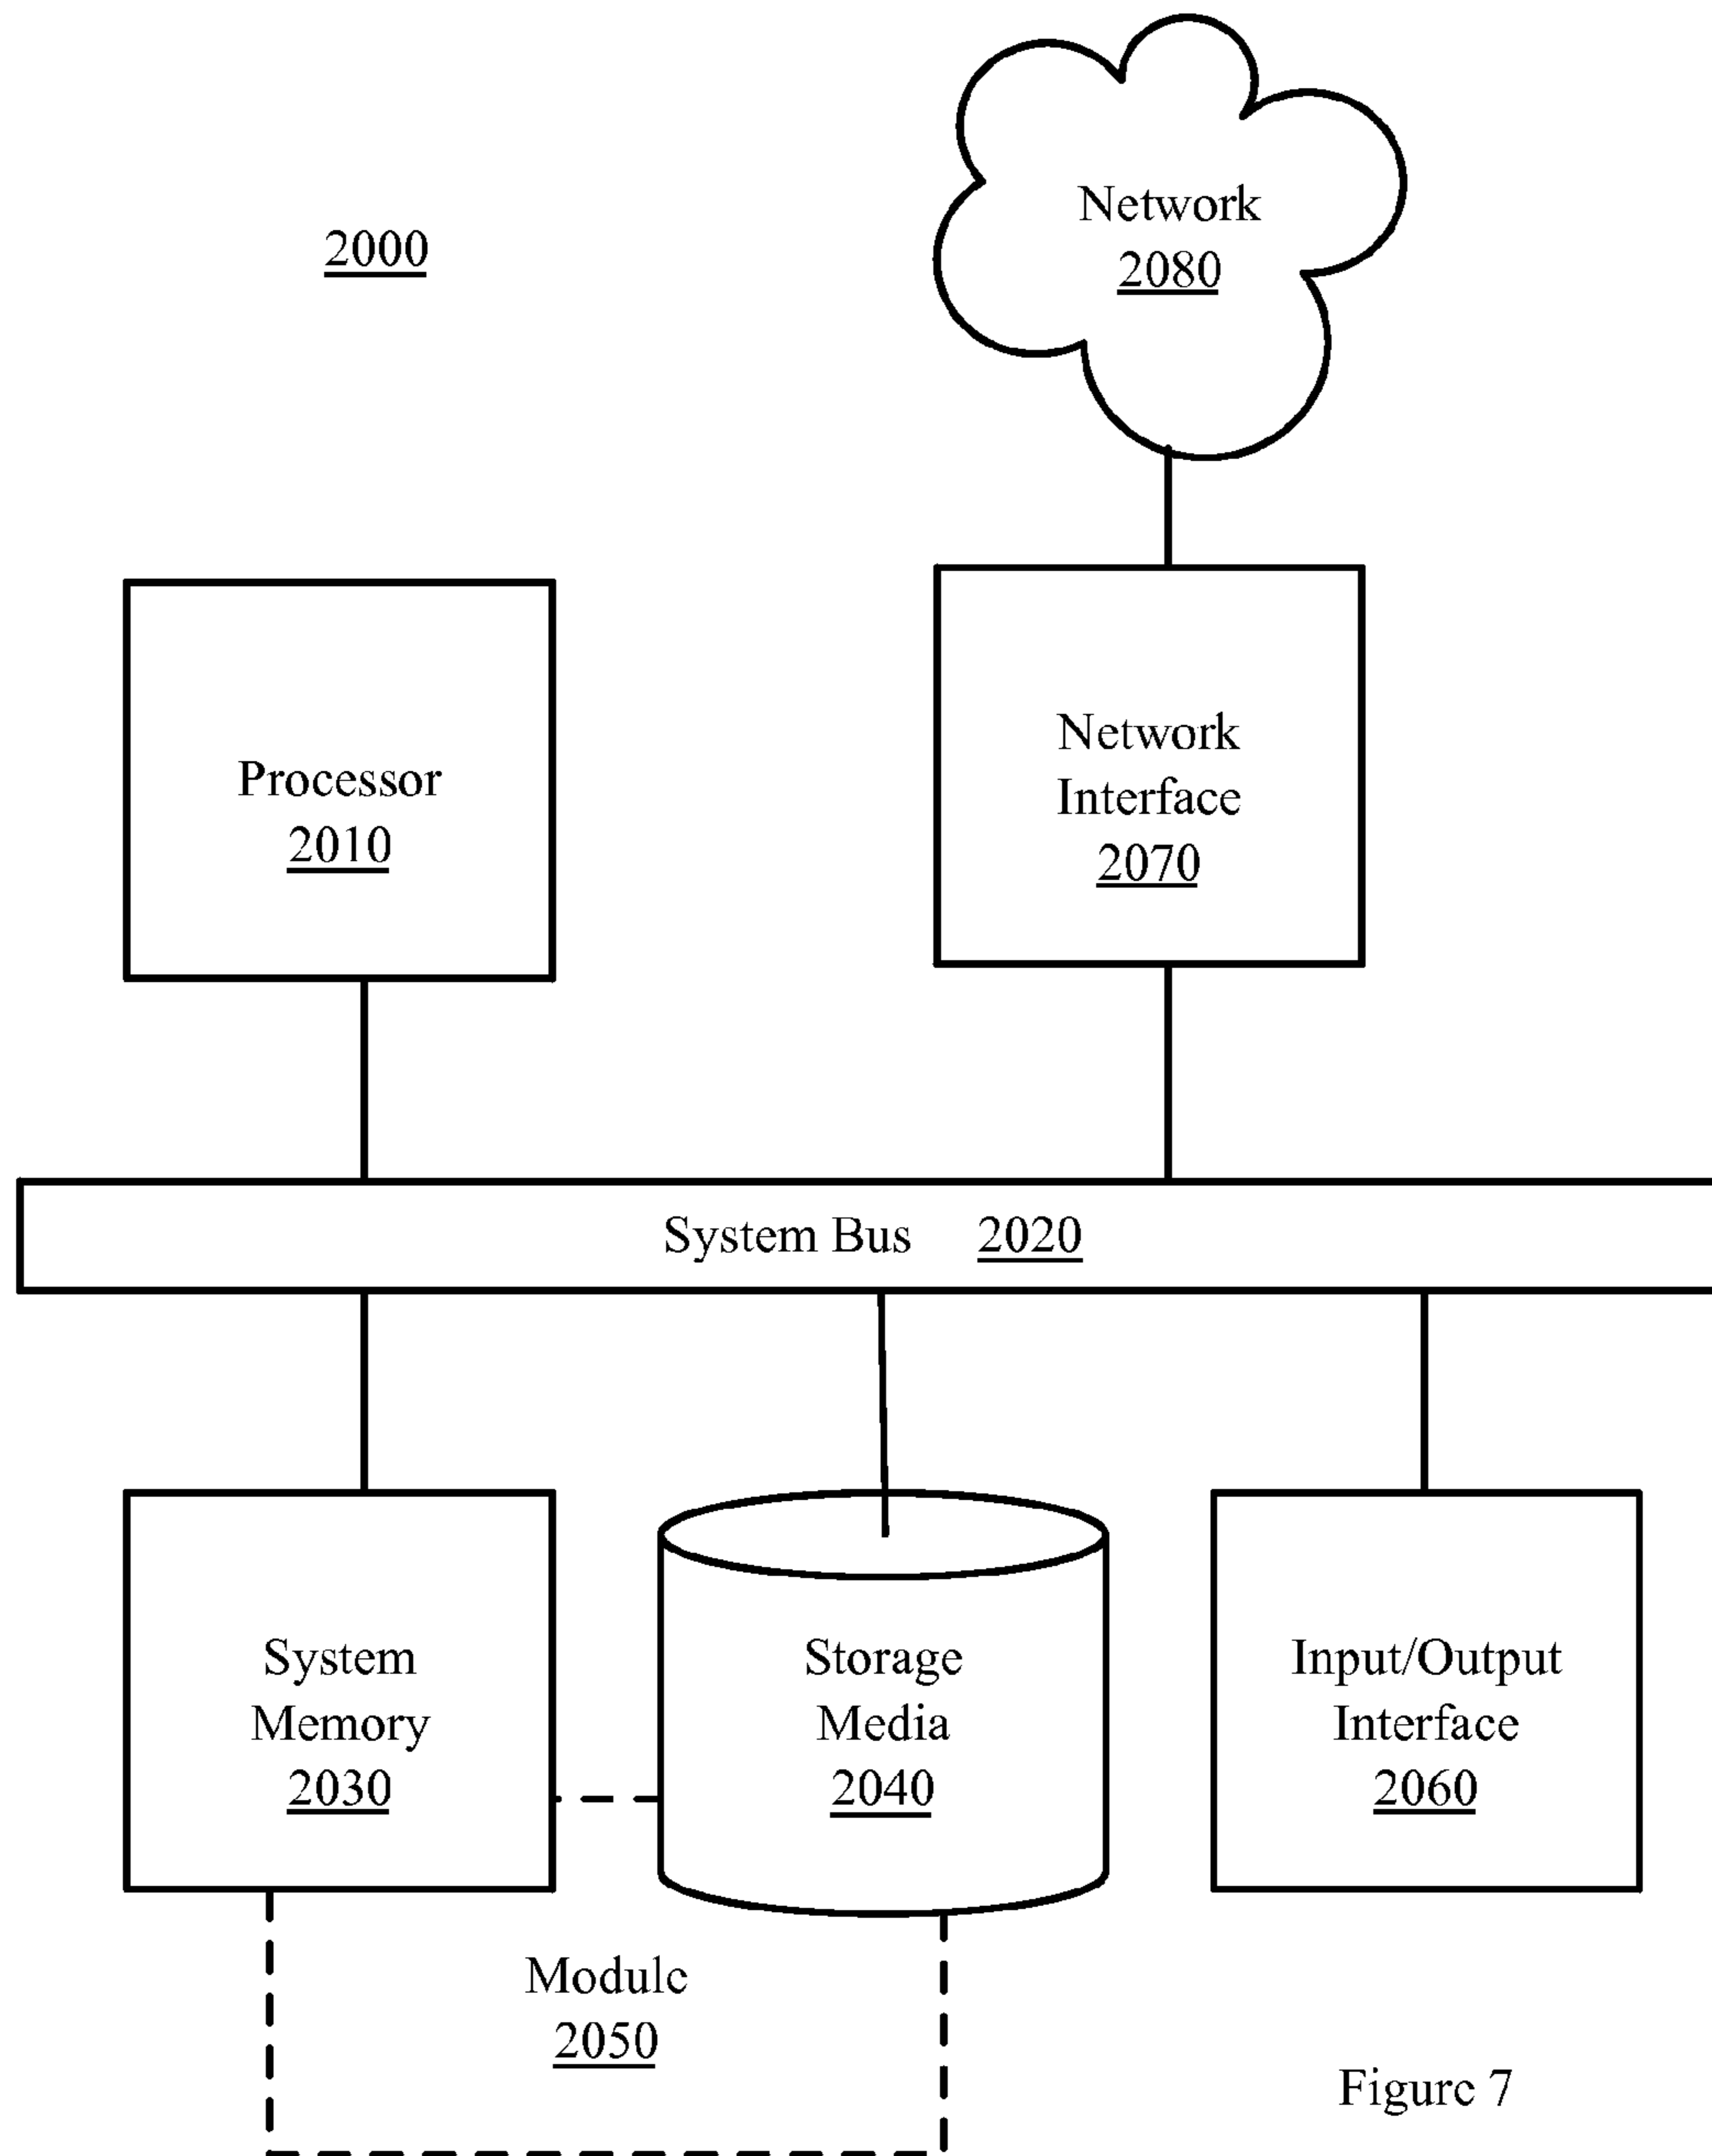 Network
2080
2000
Processor
2010
Network
Interface
2070
System Bus 2020
System
Memory
2030
Storage
Media
2040
Input/Output
Interface
2060
Module
2050
Figure 7